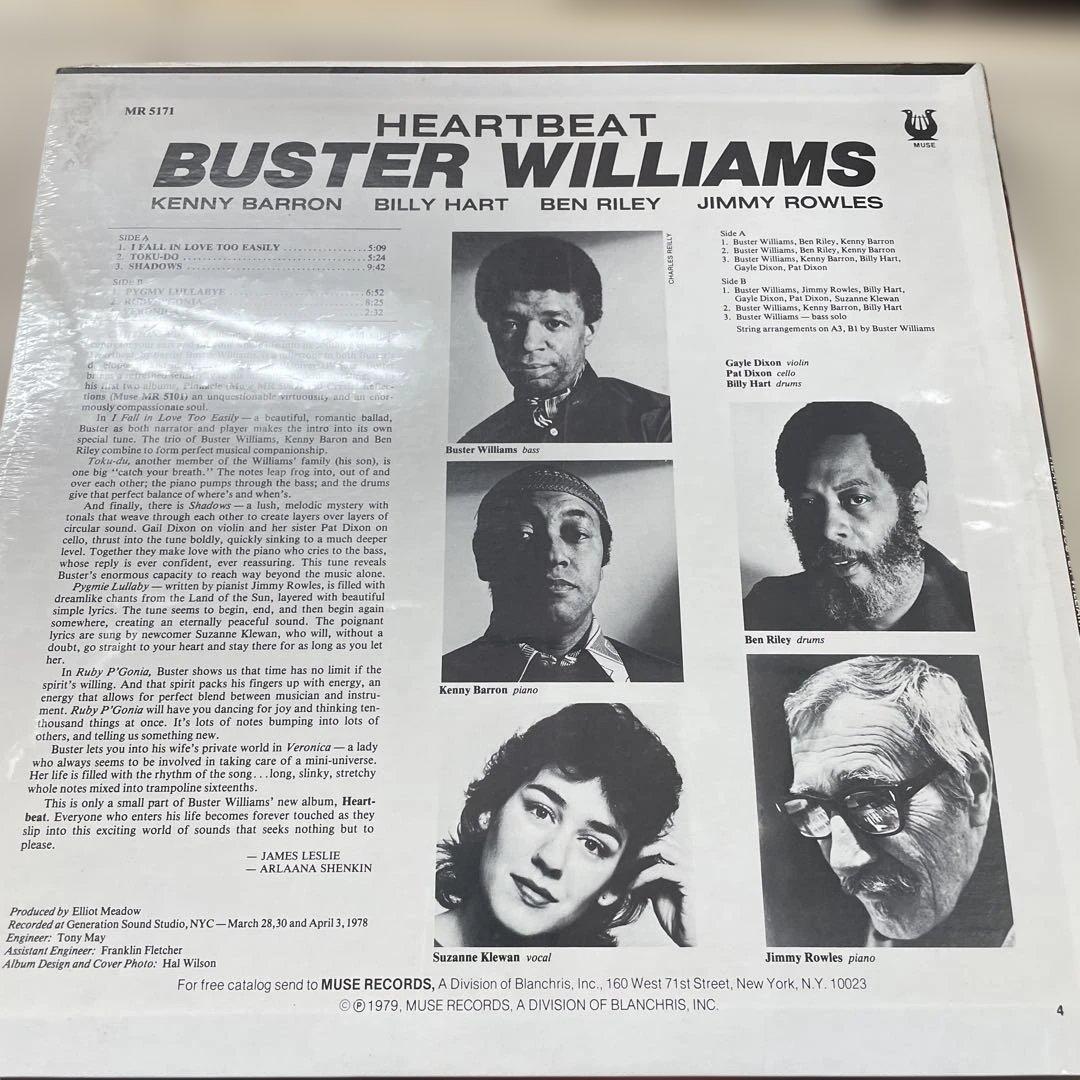 MR 5171
HEARTBEAT
BUSTER WILLIAMS
KENNY BARRON BILLY HART BEN RILEY JIMMY ROWLES
MUSE
SIDE A
1. I FALL IN LOVE TOO EASILY .................. 5:09
2. TOKU-DO ........................................ 5:24
3. SHADOWS ....................................... 9:42
SIDE B
1. PYGMY LULLABYE ............................ 6:52
8:25
2:32
his first two albums, Pinnacle (Muse MR
tions (Muse MR 5101) an unquestionable virtuousity and an enor-
mously compassionate soul.
In I Fall in Love Too Easily — a beautiful, romantic ballad,
Buster as both narrator and player makes the intro into its own
special tune. The trio of Buster Williams, Kenny Baron and Ben
Riley combine to form perfect musical companionship.
Toku-du, another member of the Williams' family (his son), is
one big "catch your breath." The notes leap frog into, out of and
over each other; the piano pumps through the bass; and the drums
give that perfect balance of where's and when's.
And finally, there is Shadows — a lush, melodic mystery with
tonals that weave through each other to create layers over layers of
circular sound. Gail Dixon on violin and her sister Pat Dixon on
cello, thrust into the tune boldly, quickly sinking to a much deeper
level. Together they make love with the piano who cries to the bass,
whose reply is ever confident, ever reassuring. This tune reveals
Buster's enormous capacity to reach way beyond the music alone.
Pygmie Lullaby — written by pianist Jimmy Rowles, is filled with
dreamlike chants from the Land of the Sun, layered with beautiful
simple lyrics. The tune seems to begin, end, and then begin again
somewhere, creating an eternally peaceful sound. The poignant
lyrics are sung by newcomer Suzanne Klewan, who will, without a
doubt, go straight to your heart and stay there for as long as you let
her.
In Ruby P'Gonia, Buster shows us that time has no limit if the
spirit's willing. And that spirit packs his fingers up with energy, an
energy that allows for perfect blend between musician and instru-
ment. Ruby P'Gonia will have you dancing for joy and thinking ten-
thousand things at once. It's lots of notes bumping into lots of
others, and telling us something new.
Buster lets you into his wife's private world in Veronica — a lady
who always seems to be involved in taking care of a mini-universe.
Her life is filled with the rhythm of the song...long, slinky, stretchy
whole notes mixed into trampoline sixteenths.
This is only a small part of Buster Williams' new album, Heart-
beat. Everyone who enters his life becomes forever touched as they
slip into this exciting world of sounds that seeks nothing but to
please.
— JAMES LESLIE
— ARLAANA SHENKIN
Produced by Elliot Meadow
Recorded at Generation Sound Studio, NYC — March 28,30 and April 3, 1978
Engineer: Tony May
Assistant Engineer: Franklin Fletcher
Album Design and Cover Photo: Hal Wilson
CHARLES REILLY
Buster Williams bass
Kenny Barron piano
Suzanne Klewan vocal
Side A
1. Buster Williams, Ben Riley, Kenny Barron
2. Buster Williams, Ben Riley, Kenny Barron
3. Buster Williams, Kenny Barron, Billy Hart,
Gayle Dixon, Pat Dixon
Side B
1. Buster Williams, Jimmy Rowles, Billy Hart,
Gayle Dixon, Pat Dixon, Suzanne Klewan
2. Buster Williams, Kenny Barron, Billy Hart
3. Buster Williams — bass solo
String arrangements on A3, B1 by Buster Williams
Gayle Dixon violin
Pat Dixon cello
Billy Hart drums
Ben Riley drums
Jimmy Rowles piano
For free catalog send to MUSE RECORDS, A Division of Blanchris, Inc., 160 West 71st Street, New York, N.Y. 10023
© ℗ 1979, MUSE RECORDS, A DIVISION OF BLANCHRIS, INC.
4